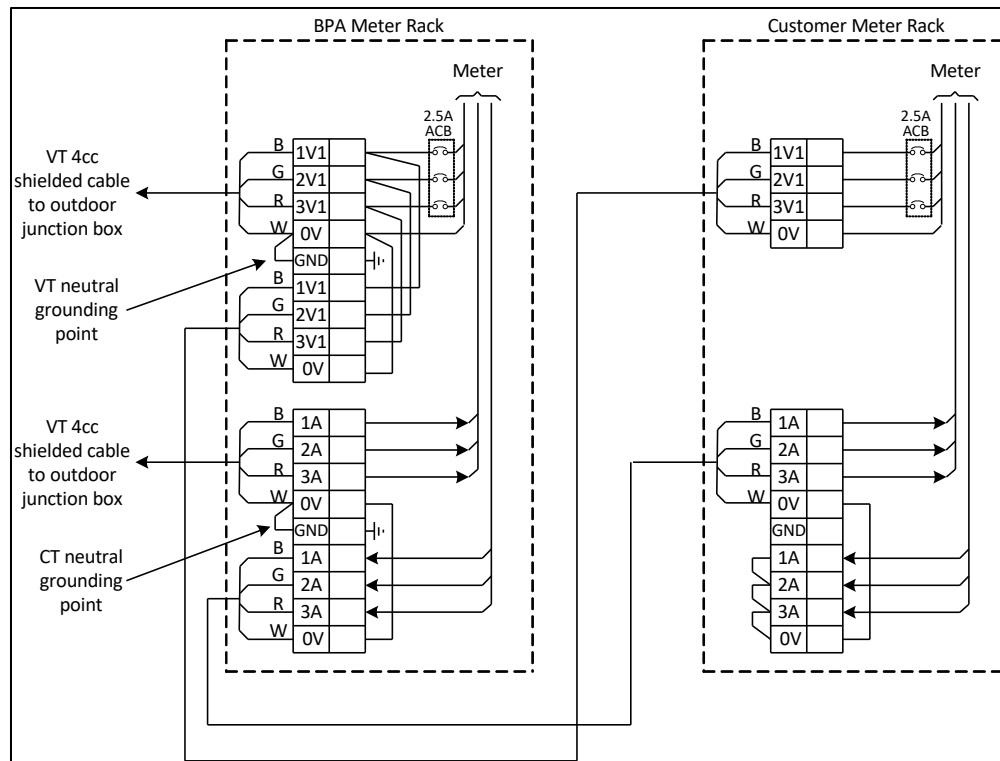 BPA Meter Rack
Customer Meter Rack
Meter
Meter
2.5A
ACB
2.5A
ACB
VT 4cc
shielded cable
to outdoor
junction box
B 1V1
G 2V1
R 3V1
W 0V
GND
B 1V1
G 2V1
R 3V1
W 0V
VT neutral
grounding
point
B 1V1
G 2V1
R 3V1
W 0V
VT 4cc
shielded cable
to outdoor
junction box
B 1A
G 2A
R 3A
W 0V
GND
B 1A
G 2A
R 3A
W 0V
CT neutral
grounding
point
B 1A
G 2A
R 3A
W 0V
GND
1A
2A
3A
0V